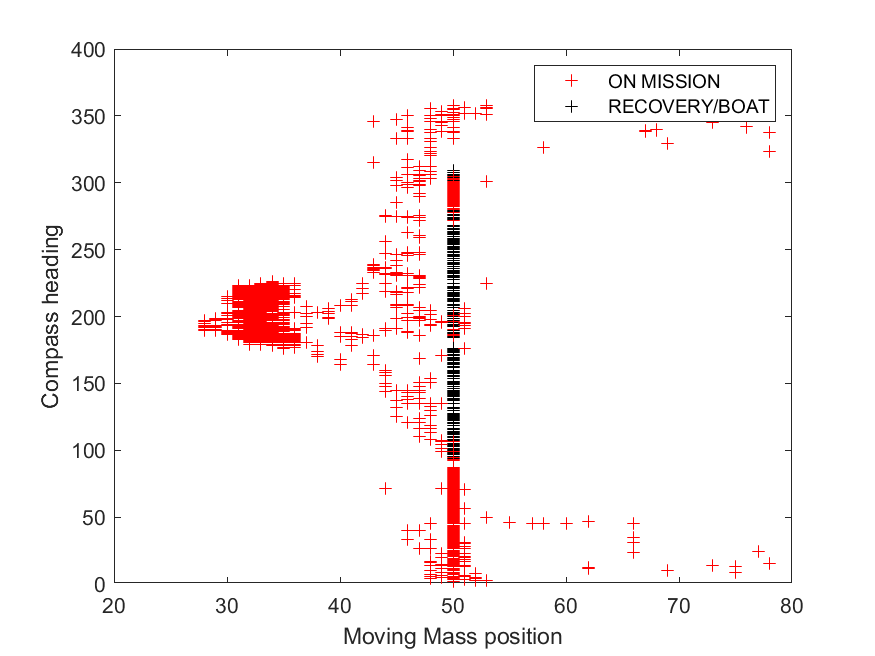 400
350
300
250
200
150
100
50
0
Compass heading
ON MISSION
RECOVERY/BOAT
20 30 40 50 60 70 80
Moving Mass position